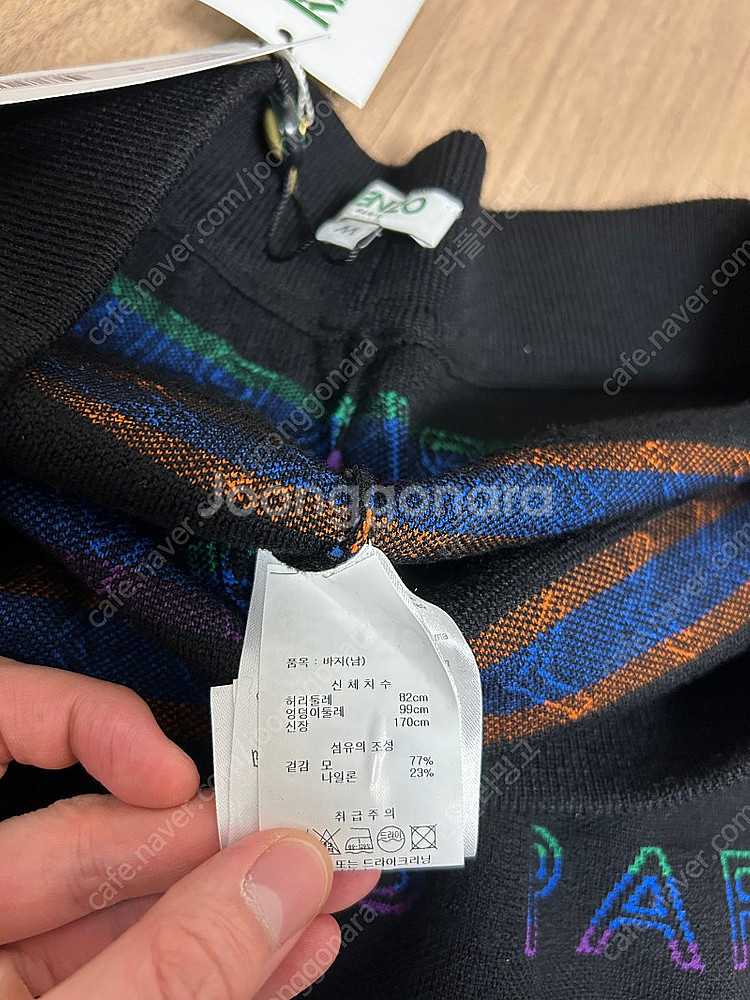 KENZO
M
품목 : 바지(남)
신 체 치 수
허리둘레 82cm
엉덩이둘레 99cm
신장 170cm
섬유의 조성
겉감 모 77%
나일론 23%
취 급 주 의
드라이
또는 드라이크리닝
PAR
Joonggonara
cafe.naver.com/joonggonara
라플라밍고